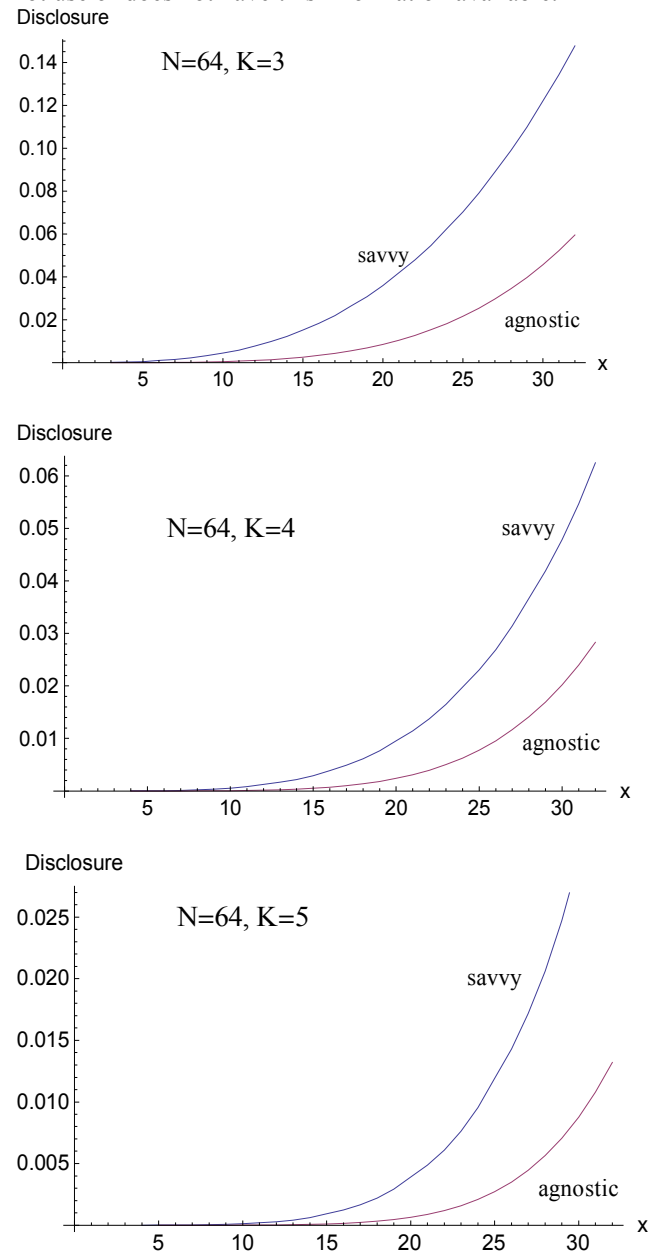 Disclosure
0.14
N=64, K=3
0.12
0.10
0.08
0.06
savvy
0.04
0.02
agnostic
5 10 15 20 25 30 x
Disclosure
0.06
N=64, K=4
savvy
0.05
0.04
0.03
0.02
0.01
agnostic
5 10 15 20 25 30 x
Disclosure
0.025
N=64, K=5
0.020
savvy
0.015
0.010
0.005
agnostic
5 10 15 20 25 30 x